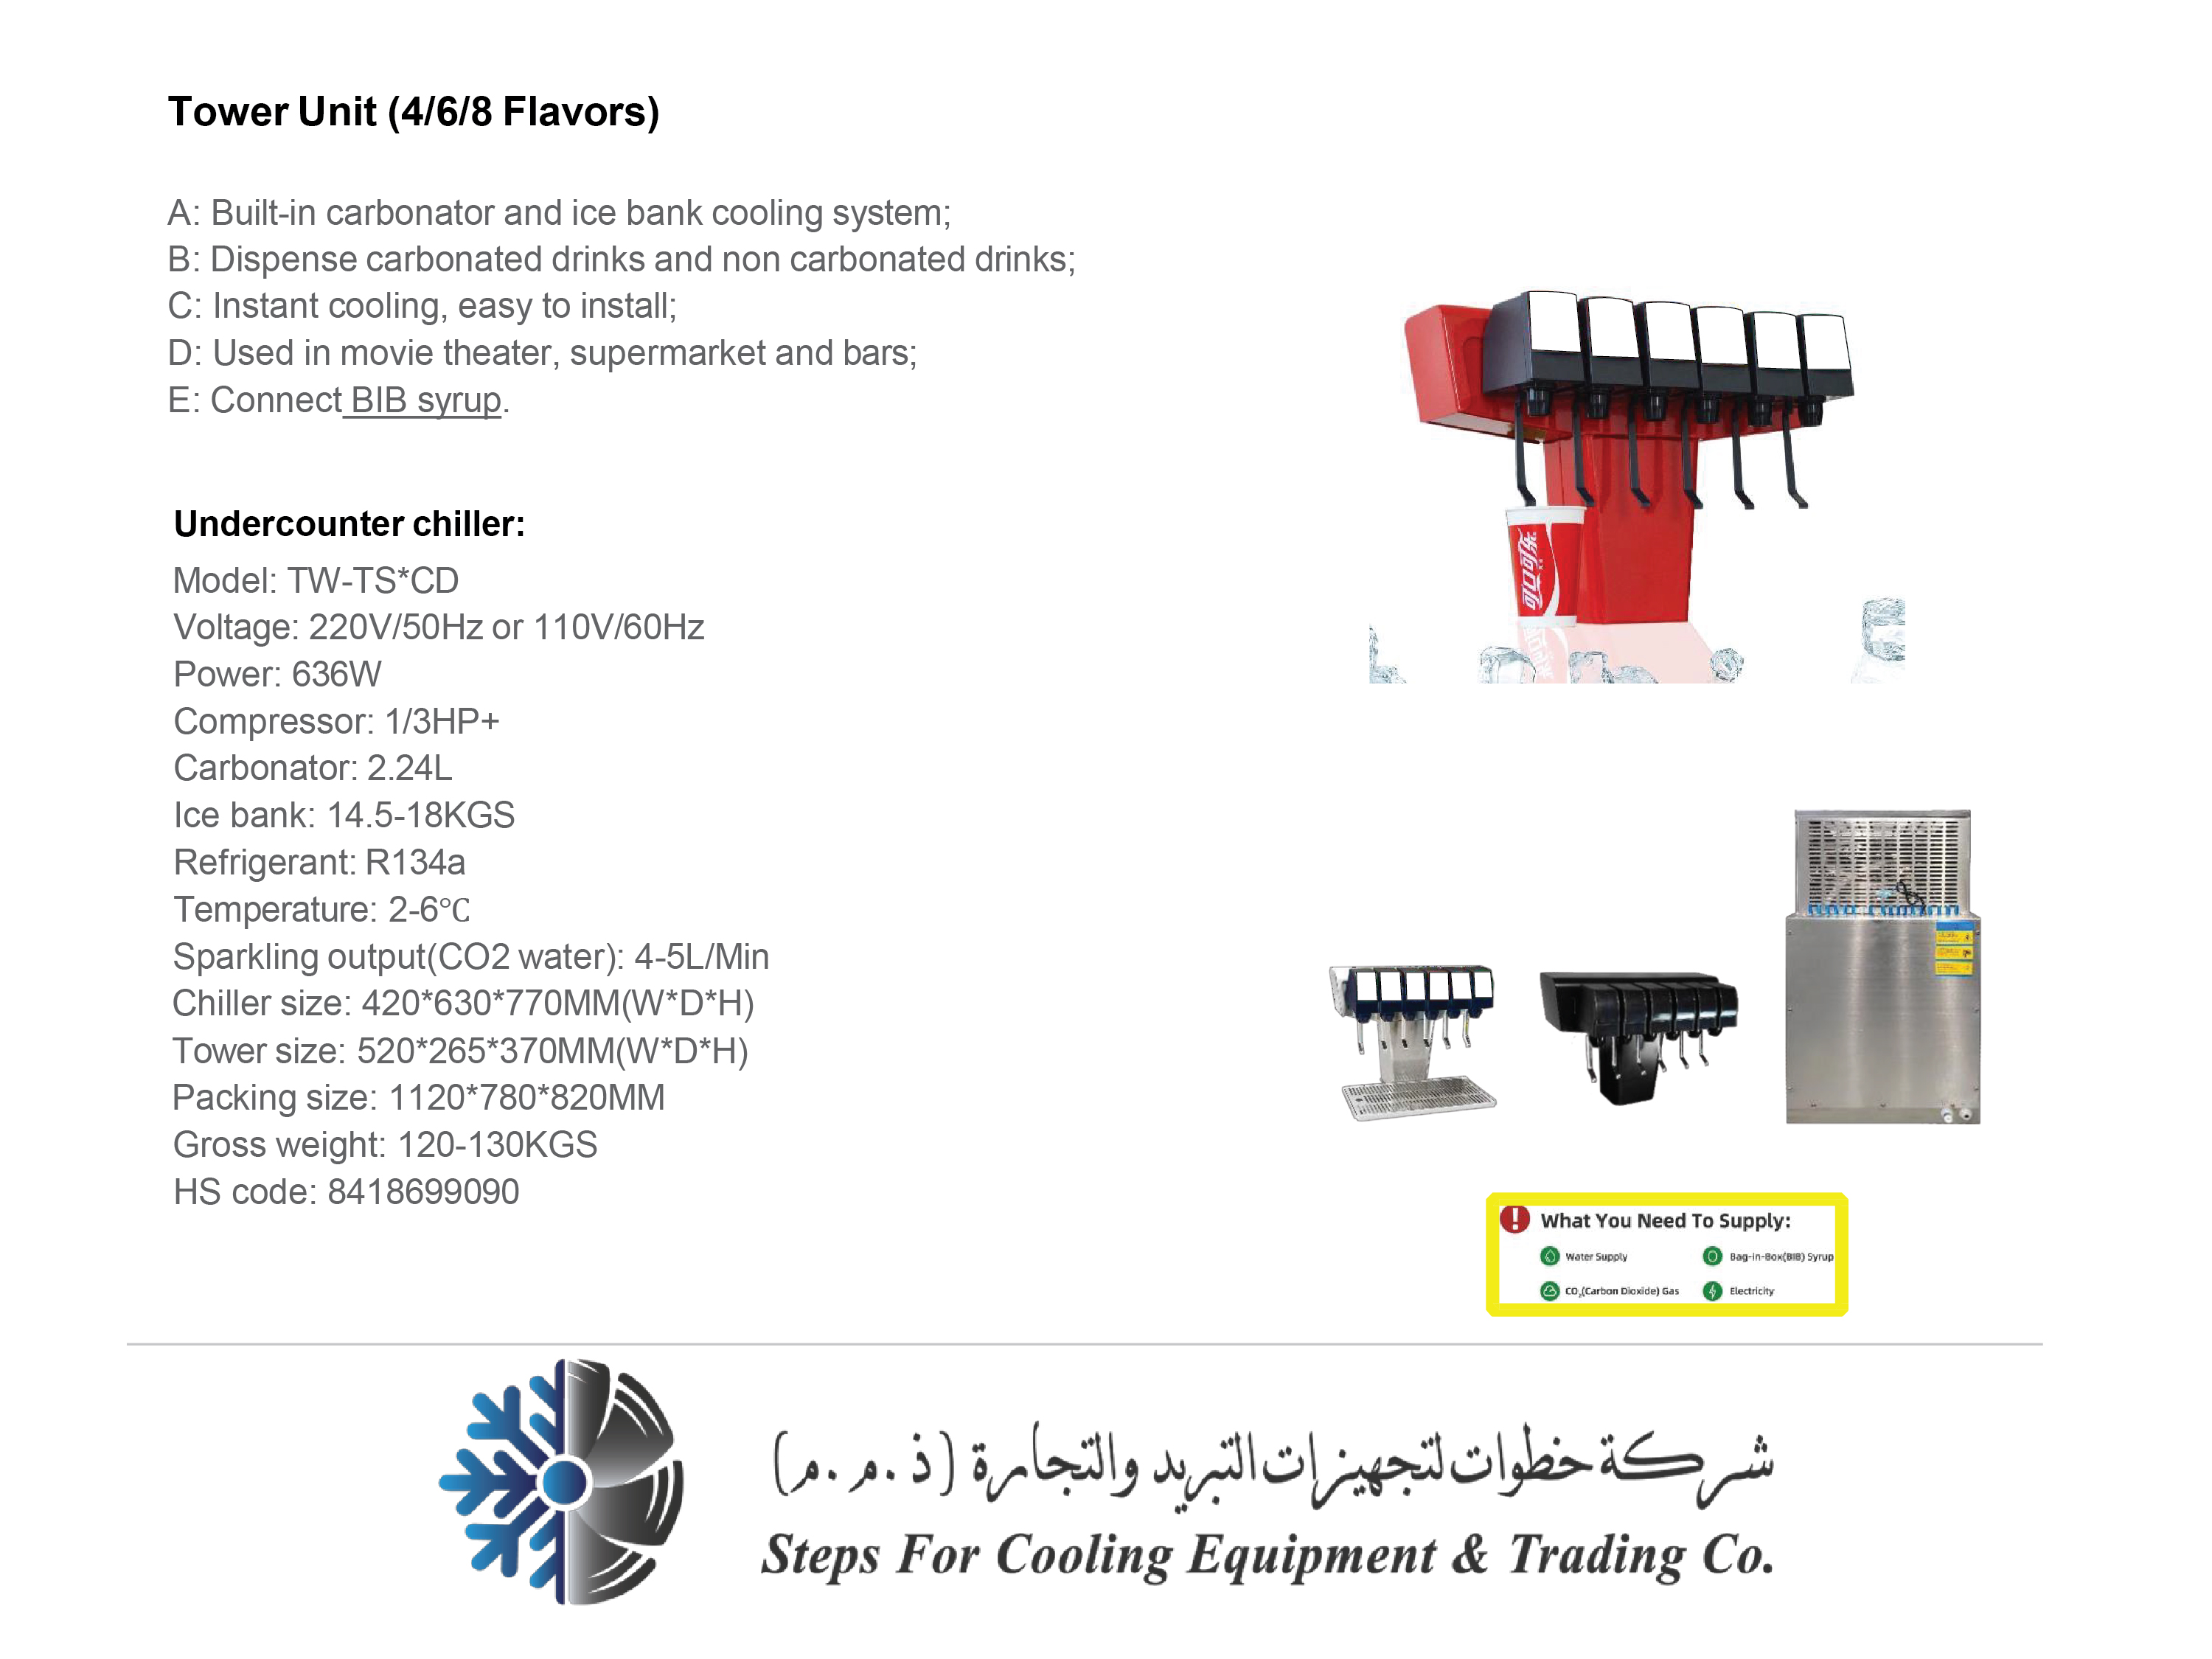 Tower Unit (4/6/8 Flavors)
A: Built-in carbonator and ice bank cooling system;
B: Dispense carbonated drinks and non carbonated drinks;
C: Instant cooling, easy to install;
D: Used in movie theater, supermarket and bars;
E: Connect BIB syrup.
Undercounter chiller:
Model: TW-TS*CD
Voltage: 220V/50Hz or 110V/60Hz
Power: 636W
Compressor: 1/3HP+
Carbonator: 2.24L
Ice bank: 14.5-18KGS
Refrigerant: R134a
Temperature: 2-6℃
Sparkling output(CO2 water): 4-5L/Min
Chiller size: 420*630*770MM(W*D*H)
Tower size: 520*265*370MM(W*D*H)
Packing size: 1120*780*820MM
Gross weight: 120-130KGS
HS code: 8418699090
可口可乐
What You Need To Supply:
Water Supply
Bag-in-Box(BIB) Syrup
CO₂(Carbon Dioxide) Gas
Electricity
شركة خطوات لتجهيزات التبريد والتجارة (ذ.م.م)
Steps For Cooling Equipment & Trading Co.